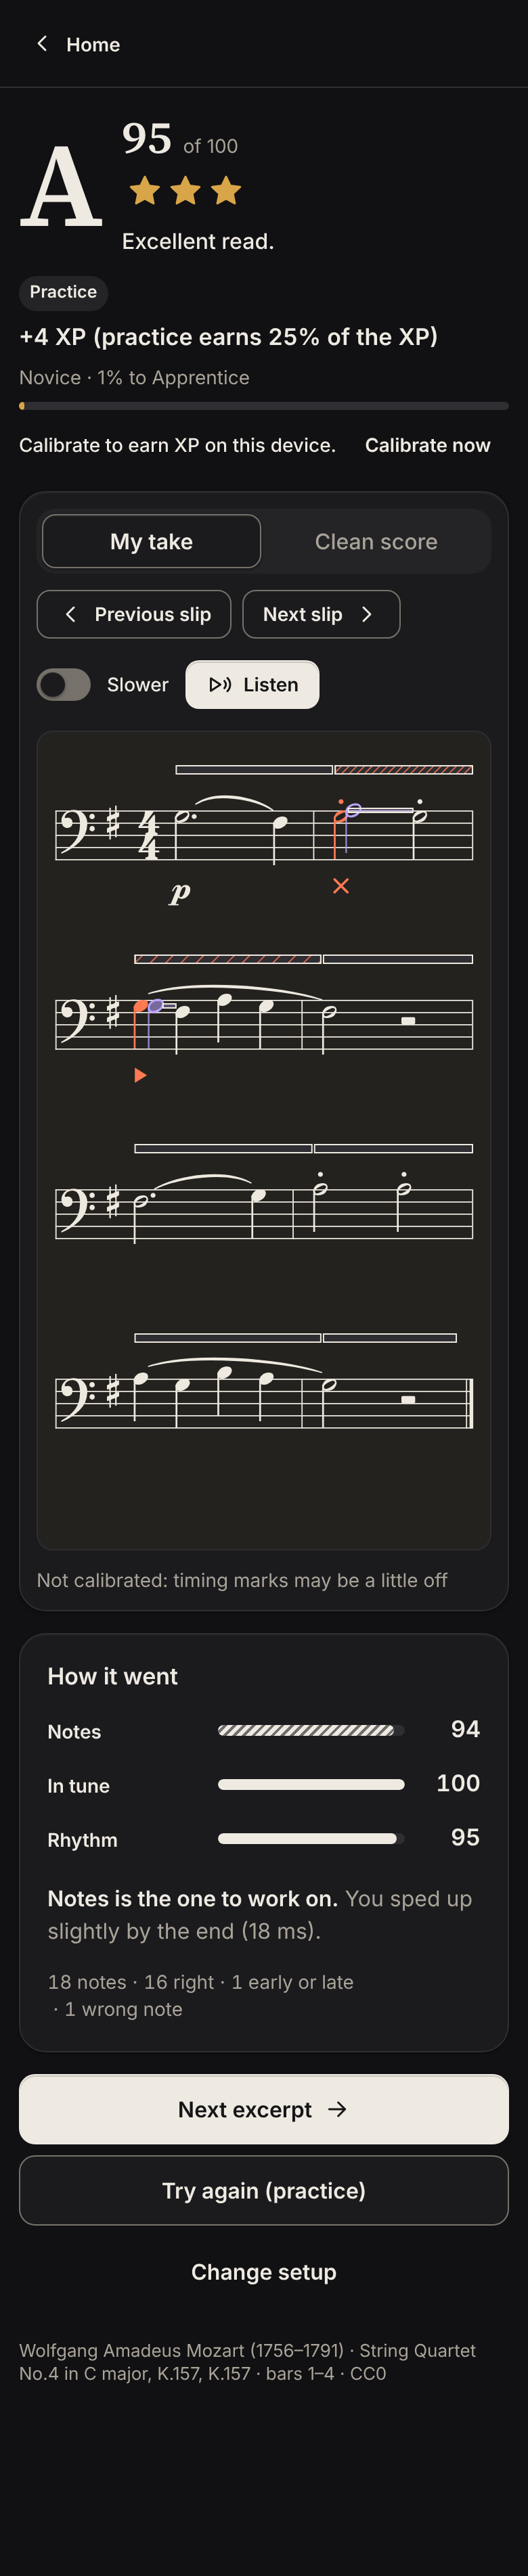 Home
A
95 of 100
Excellent read.
Practice
+4 XP (practice earns 25% of the XP)
Novice · 1% to Apprentice
Calibrate to earn XP on this device. Calibrate now
My take Clean score
Previous slip Next slip
Slower Listen
4
4
p
Not calibrated: timing marks may be a little off
How it went
Notes 94
In tune 100
Rhythm 95
Notes is the one to work on. You sped up
slightly by the end (18 ms).
18 notes · 16 right · 1 early or late
· 1 wrong note
Next excerpt
Try again (practice)
Change setup
Wolfgang Amadeus Mozart (1756–1791) · String Quartet
No.4 in C major, K.157, K.157 · bars 1–4 · CC0